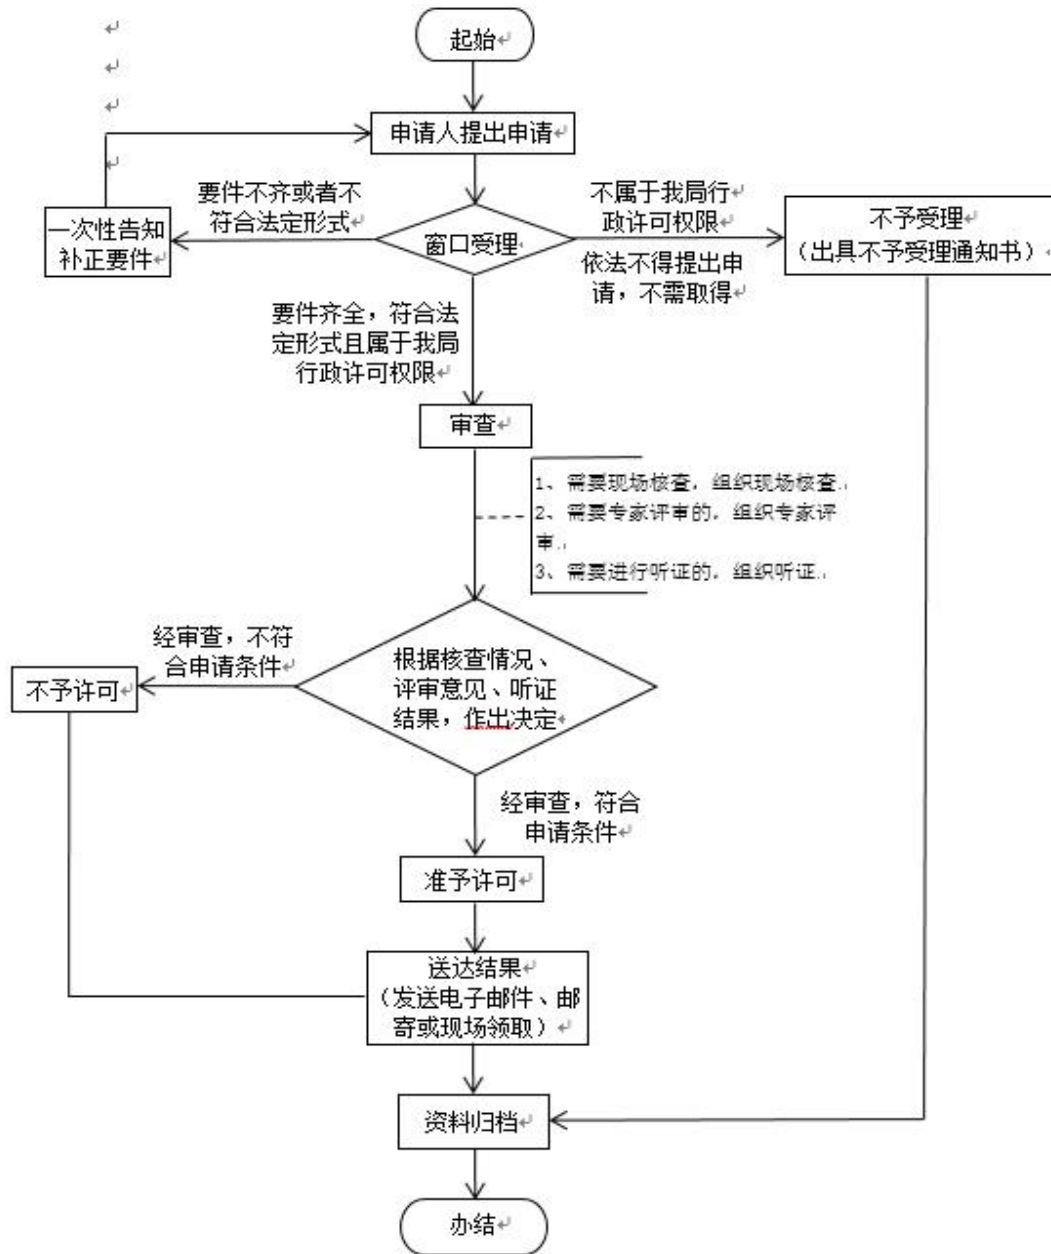 起始
申请人提出申请
要件不齐或者不
符合法定形式
不属于我局行
政许可权限
一次性告知
补正要件
窗口受理
不予受理
（出具不予受理通知书）
依法不得提出申
请，不需取得
要件齐全，符合法
定形式且属于我局
行政许可权限
审查
1、需要现场核查，组织现场核查.
2、需要专家评审的，组织专家评
审.
3、需要进行听证的，组织听证.
经审查，不符
合申请条件
不予许可
根据核查情况、
评审意见、听证
结果，作出决定
经审查，符合
申请条件
准予许可
送达结果
（发送电子邮件、邮
寄或现场领取）
资料归档
办结